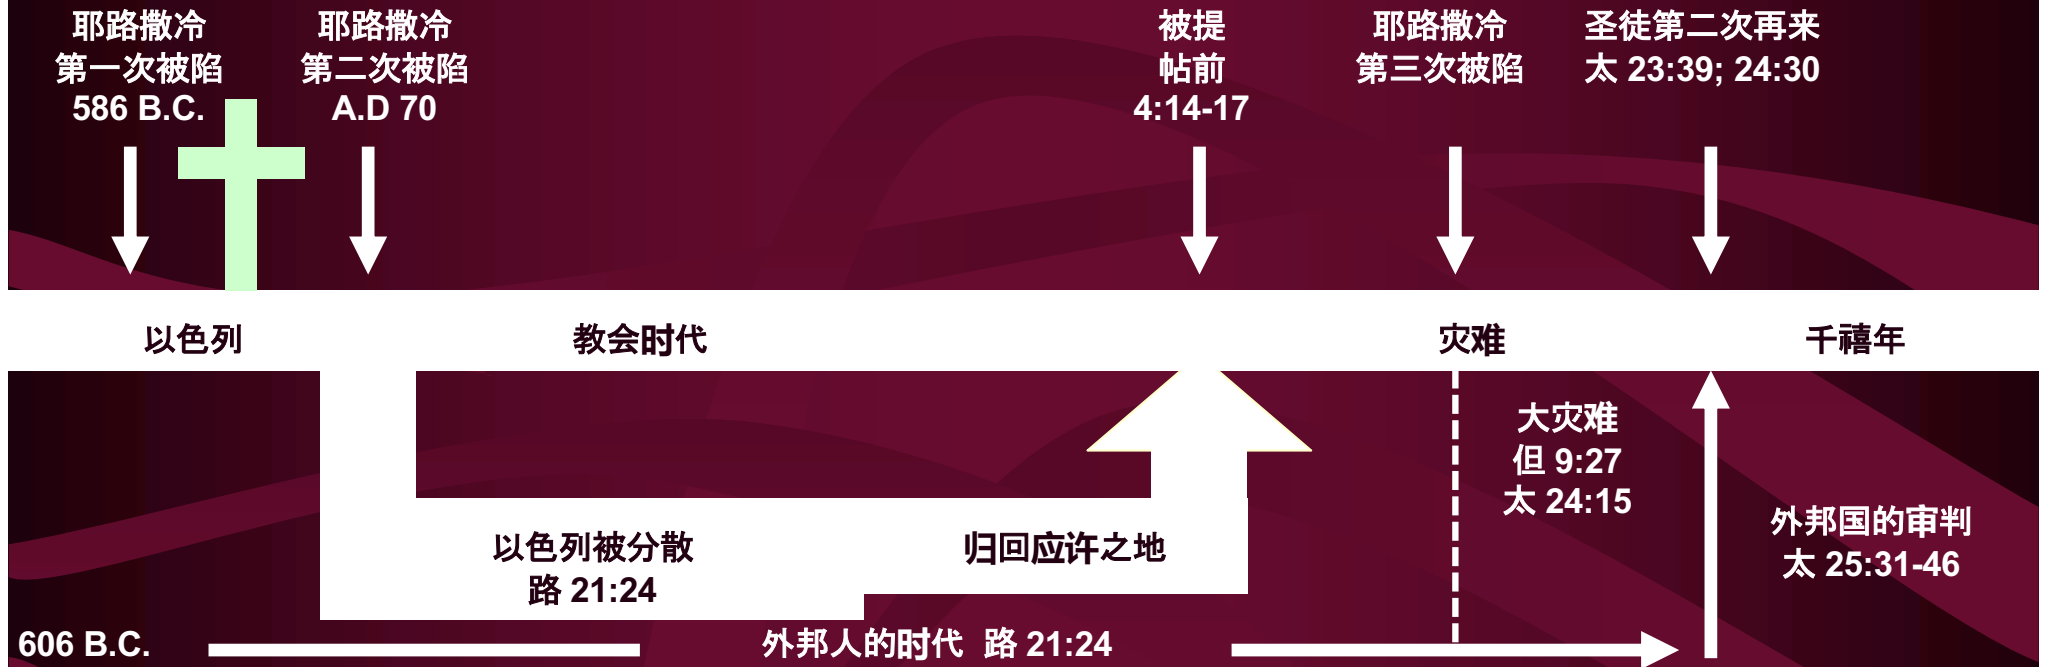 耶路撒冷
第一次被陷
586 B.C.
耶路撒冷
第二次被陷
A.D 70
被提
帖前
4:14-17
耶路撒冷
第三次被陷
圣徒第二次再来
太 23:39; 24:30
以色列
教会时代
灾难
千禧年
大灾难
但 9:27
太 24:15
以色列被分散
路 21:24
归回应许之地
外邦国的审判
太 25:31-46
606 B.C.
外邦人的时代 路 21:24